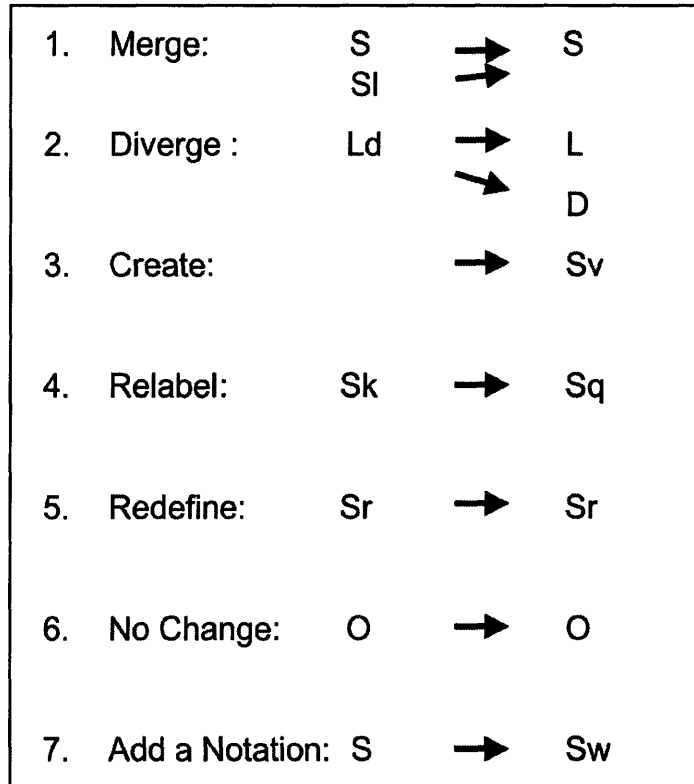 1. Merge: S S
Sl
2. Diverge : Ld L
D
3. Create: Sv
4. Relabel: Sk Sq
5. Redefine: Sr Sr
6. No Change: O O
7. Add a Notation: S Sw